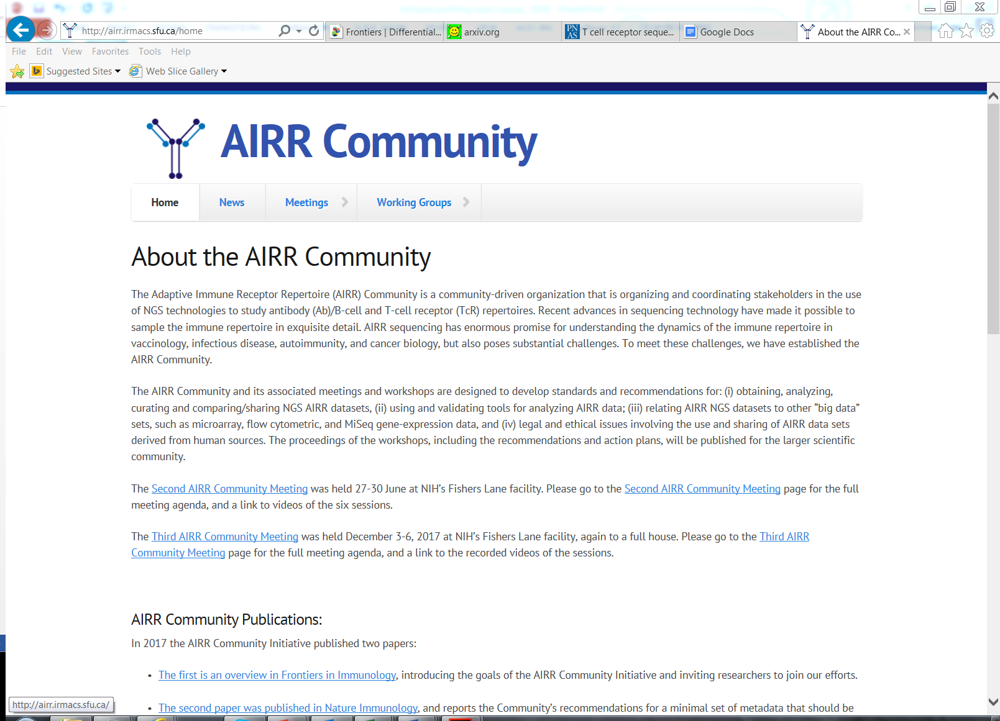 http://airr.irmacs.sfu.ca/home
Frontiers | Differential...
arxiv.org
PNAS
T cell receptor seque...
Google Docs
About the AIRR Co...
File Edit View Favorites Tools Help
Suggested Sites
Web Slice Gallery
AIRR Community
Home
News
Meetings
Working Groups
About the AIRR Community
The Adaptive Immune Receptor Repertoire (AIRR) Community is a community-driven organization that is organizing and coordinating stakeholders in the use
of NGS technologies to study antibody (Ab)/B-cell and T-cell receptor (TcR) repertoires. Recent advances in sequencing technology have made it possible to
sample the immune repertoire in exquisite detail. AIRR sequencing has enormous promise for understanding the dynamics of the immune repertoire in
vaccinology, infectious disease, autoimmunity, and cancer biology, but also poses substantial challenges. To meet these challenges, we have established the
AIRR Community.
The AIRR Community and its associated meetings and workshops are designed to develop standards and recommendations for: (i) obtaining, analyzing,
curating and comparing/sharing NGS AIRR datasets, (ii) using and validating tools for analyzing AIRR data; (iii) relating AIRR NGS datasets to other “big data”
sets, such as microarray, flow cytometric, and MiSeq gene-expression data, and (iv) legal and ethical issues involving the use and sharing of AIRR data sets
derived from human sources. The proceedings of the workshops, including the recommendations and action plans, will be published for the larger scientific
community.
The Second AIRR Community Meeting was held 27-30 June at NIH’s Fishers Lane facility. Please go to the Second AIRR Community Meeting page for the full
meeting agenda, and a link to videos of the six sessions.
The Third AIRR Community Meeting was held December 3-6, 2017 at NIH’s Fishers Lane facility, again to a full house. Please go to the Third AIRR
Community Meeting page for the full meeting agenda, and a link to the recorded videos of the sessions.
AIRR Community Publications:
In 2017 the AIRR Community Initiative published two papers:
• The first is an overview in Frontiers in Immunology, introducing the goals of the AIRR Community Initiative and inviting researchers to join our efforts.
• The second paper was published in Nature Immunology, and reports the Community’s recommendations for a minimal set of metadata that should be
http://airr.irmacs.sfu.ca/